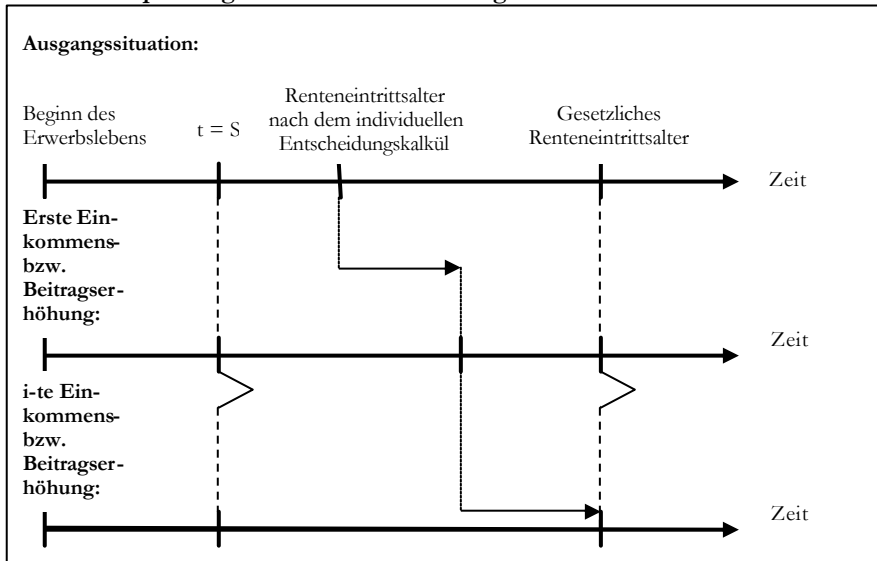 Ausgangssituation:
Beginn des
Erwerbslebens
t = S
Renteneintrittsalter
nach dem individuellen
Entscheidungskalkül
Gesetzliches
Renteneintrittsalter
Zeit
Erste Ein-
kommens-
bzw.
Beitragser-
höhung:
Zeit
i-te Ein-
kommens-
bzw.
Beitragser-
höhung:
Zeit